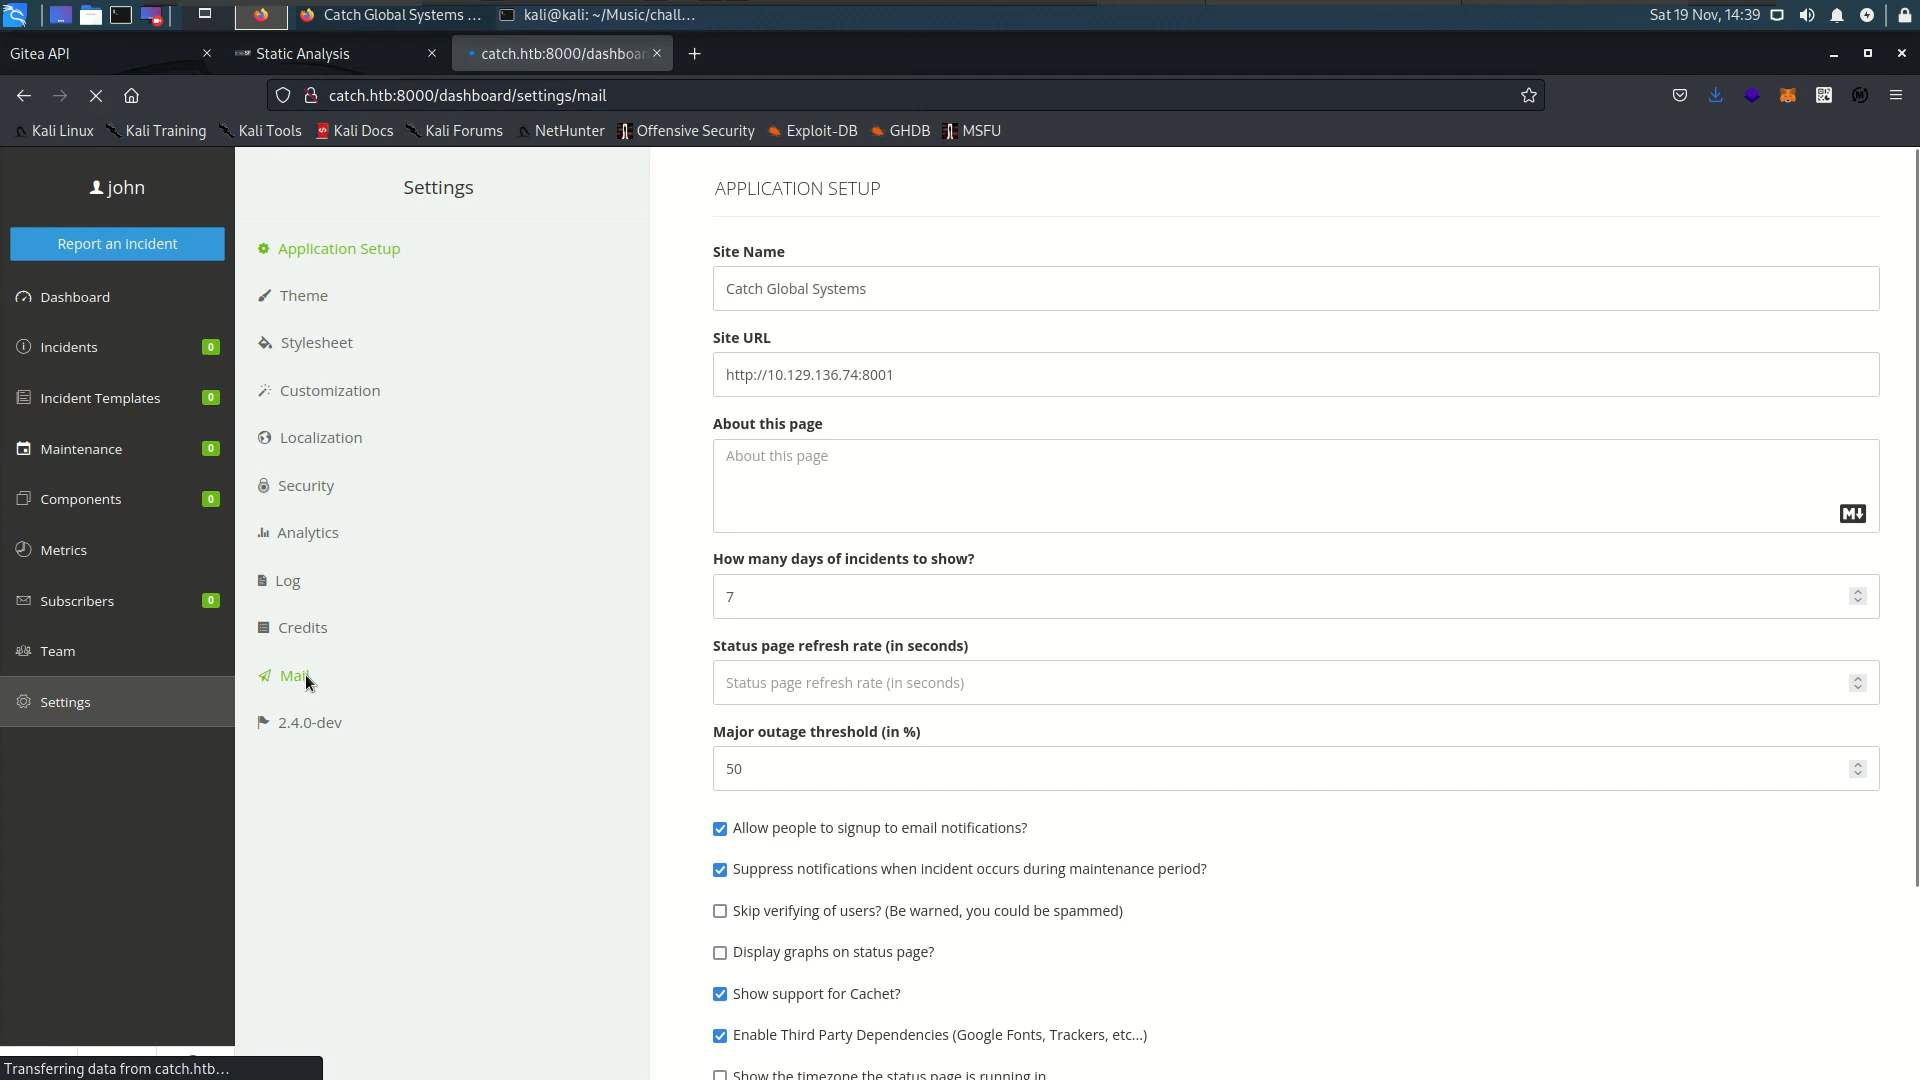 Catch Global Systems ...
kali@kali: ~/Music/chall...
Sat 19 Nov, 14:39
Gitea API
Static Analysis
catch.htb:8000/dashboa
catch.htb:8000/dashboard/settings/mail
Kali Linux
Kali Training
Kali Tools
Kali Docs
Kali Forums
NetHunter
Offensive Security
Exploit-DB
GHDB
MSFU
john
Report an incident
Dashboard
Incidents 0
Incident Templates 0
Maintenance 0
Components 0
Metrics
Subscribers 0
Team
Settings
Settings
Application Setup
Theme
Stylesheet
Customization
Localization
Security
Analytics
Log
Credits
Mail
2.4.0-dev
APPLICATION SETUP
Site Name
Catch Global Systems
Site URL
http://10.129.136.74:8001
About this page
About this page
M
How many days of incidents to show?
7
Status page refresh rate (in seconds)
Status page refresh rate (in seconds)
Major outage threshold (in %)
50
Allow people to signup to email notifications?
Suppress notifications when incident occurs during maintenance period?
Skip verifying of users? (Be warned, you could be spammed)
Display graphs on status page?
Show support for Cachet?
Enable Third Party Dependencies (Google Fonts, Trackers, etc...)
Show the timezone the status page is running in
Transferring data from catch.htb...